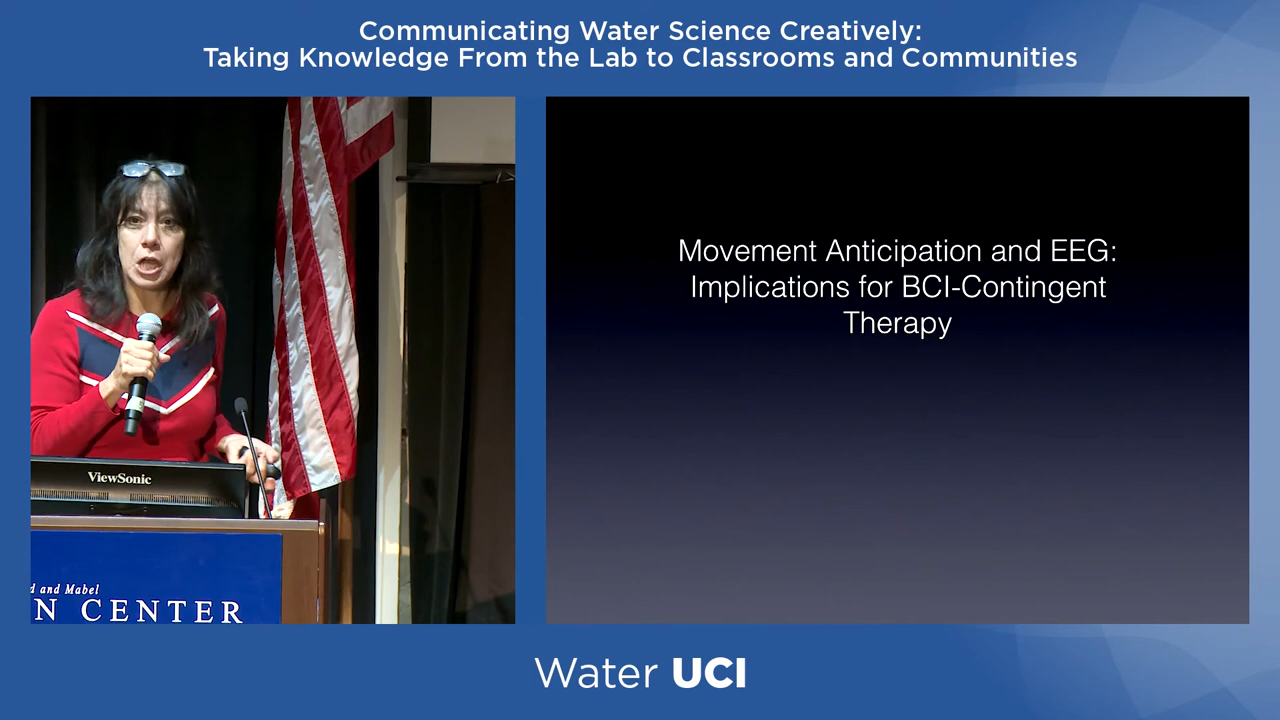 Communicating Water Science Creatively:
Taking Knowledge From the Lab to Classrooms and Communities
Movement Anticipation and EEG:
Implications for BCI-Contingent
Therapy
ViewSonic
d and Mabel
N CENTER
Water UCI